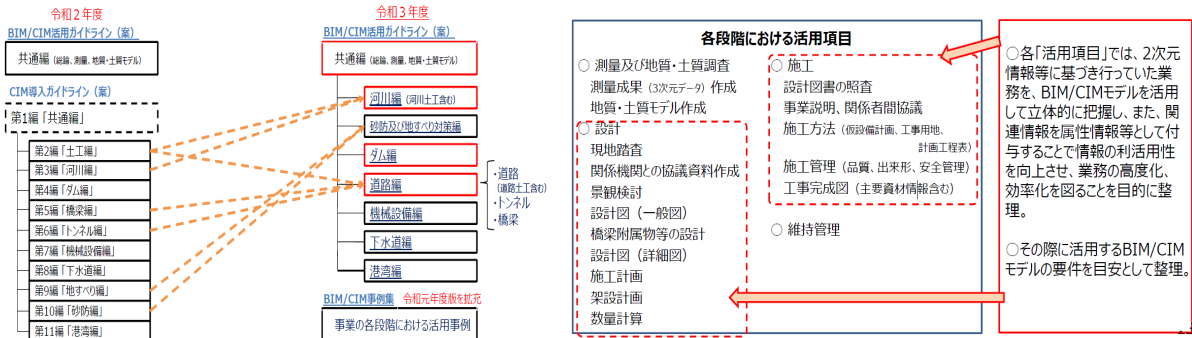 令和２年度
BIM/CIM活用ガイドライン（案）
共通編（総論、測量、地質・土質モデル）
CIM導入ガイドライン（案）
第1編「共通編」
第2編「土工編」
第3編「河川編」
第4編「ダム編」
第5編「橋梁編」
第6編「トンネル編」
第7編「機械設備編」
第8編「下水道編」
第9編「地すべり編」
第10編「砂防編」
第11編「港湾編」
令和３年度
BIM/CIM活用ガイドライン（案）
共通編（総論、測量、地質・土質モデル）
河川編（河川土工含む）
砂防及び地すべり対策編
ダム編
道路編
機械設備編
下水道編
港湾編
・道路
（道路土工含む）
・トンネル
・橋梁
BIM/CIM事例集　令和元年度版を拡充
事業の各段階における活用事例
各段階における活用項目
○ 測量及び地質・土質調査
測量成果（3次元データ）作成
地質・土質モデル作成
○ 設計
現地踏査
関係機関との協議資料作成
景観検討
設計図（一般図）
橋梁附属物等の設計
設計図（詳細図）
施工計画
架設計画
数量計算
○ 施工
設計図書の照査
事業説明、関係者間協議
施工方法（仮設備計画、工事用地、
計画工程表）
施工管理（品質、出来形、安全管理）
工事完成図（主要資材情報含む）
○ 維持管理
○各「活用項目」では、2次元
情報等に基づき行っていた業
務を、BIM/CIMモデルを活用
して立体的に把握し、また、関
連情報を属性情報等として付
与することで情報の利活用性
を向上させ、業務の高度化、
効率化を図ることを目的に整
理。
○その際に活用するBIM/CIM
モデルの要件を目安として整理。